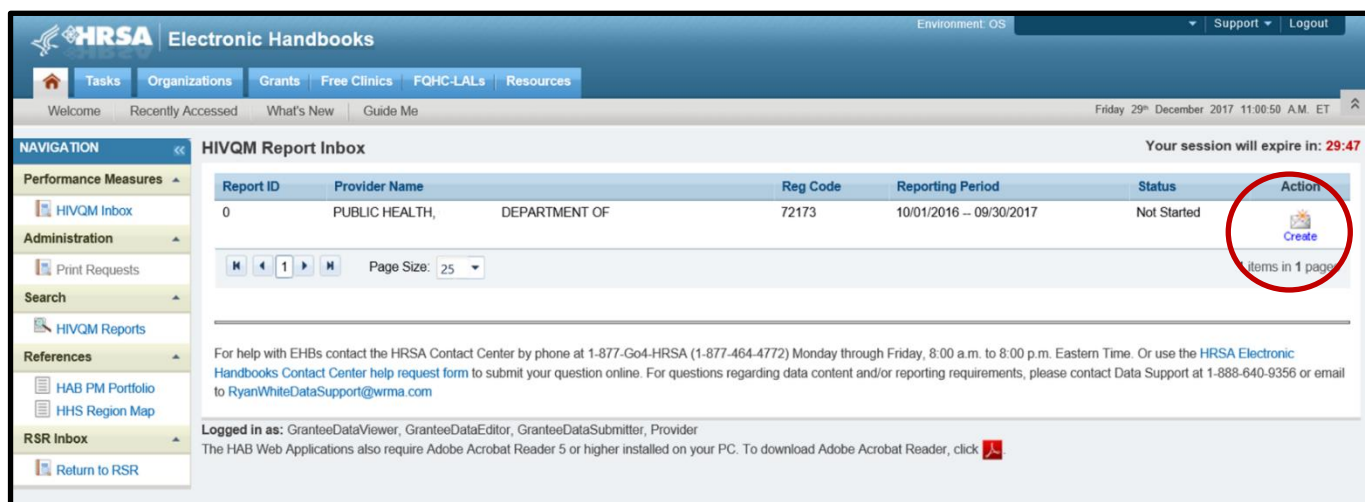 HRSA Electronic Handbooks
Environment: OS
Support Logout
Tasks Organizations Grants Free Clinics FQHC-LALs Resources
Welcome Recently Accessed What's New Guide Me
Friday 29th December 2017 11:00:50 A.M. ET
NAVIGATION
Performance Measures
HIVQM Inbox
Administration
Print Requests
Search
HIVQM Reports
References
HAB PM Portfolio
HHS Region Map
RSR Inbox
Return to RSR
HIVQM Report Inbox
Your session will expire in: 29:47
Report ID Provider Name Reg Code Reporting Period Status Action
0 PUBLIC HEALTH, DEPARTMENT OF 72173 10/01/2016 -- 09/30/2017 Not Started
Create
1 Page Size: 25
items in 1 page
For help with EHBs contact the HRSA Contact Center by phone at 1-877-Go4-HRSA (1-877-464-4772) Monday through Friday, 8:00 a.m. to 8:00 p.m. Eastern Time. Or use the HRSA Electronic
Handbooks Contact Center help request form to submit your question online. For questions regarding data content and/or reporting requirements, please contact Data Support at 1-888-640-9356 or email
to RyanWhiteDataSupport@wrma.com
Logged in as: GranteeDataViewer, GranteeDataEditor, GranteeDataSubmitter, Provider
The HAB Web Applications also require Adobe Acrobat Reader 5 or higher installed on your PC. To download Adobe Acrobat Reader, click